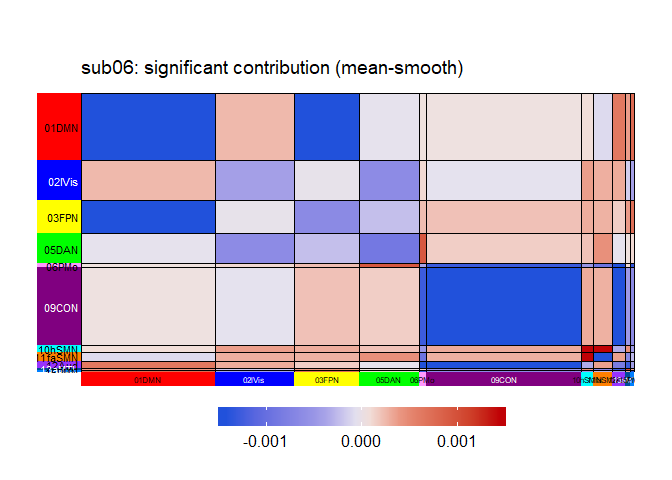 sub06: significant contribution (mean-smooth)
01DMN
02lVis
03FPN
05DAN
06PMo
09CON
10hSMN
11faSMN
01DMN
02lVis
03FPN
05DAN
06PMo
09CON
-0.001
0.000
0.001